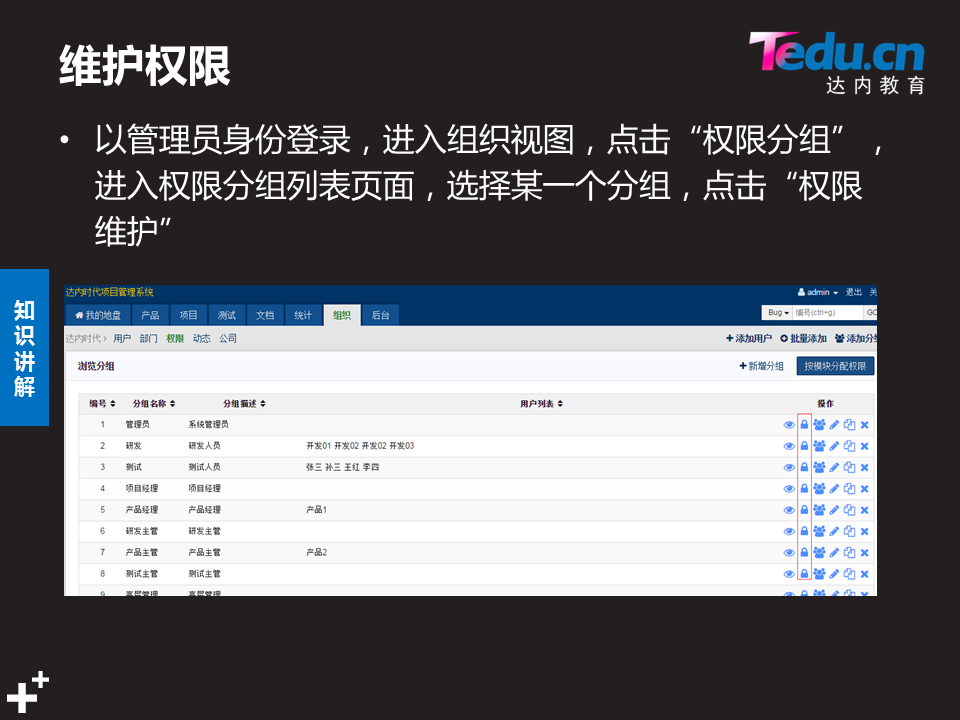 维护权限
Tedu.cn
达内教育
• 以管理员身份登录，进入组织视图，点击“权限分组”，
进入权限分组列表页面，选择某一个分组，点击“权限
维护”
知识讲解
达内时代项目管理系统 admin 退出 关
我的地盘 产品 项目 测试 文档 统计 组织 后台 Bug 编号(ctrl+g) GO
达内时代 > 用户 部门 权限 动态 公司 添加用户 批量添加 添加分组
浏览分组 新增分组 按模块分配权限
编号 分组名称 分组描述 用户列表 操作
1 管理员 系统管理员
2 研发 研发人员 开发01 开发02 开发02 开发03
3 测试 测试人员 张三 孙三 王红 李四
4 项目经理 项目经理
5 产品经理 产品经理 产品1
6 研发主管 研发主管
7 产品主管 产品主管 产品2
8 测试主管 测试主管
9 高层管理 高层管理